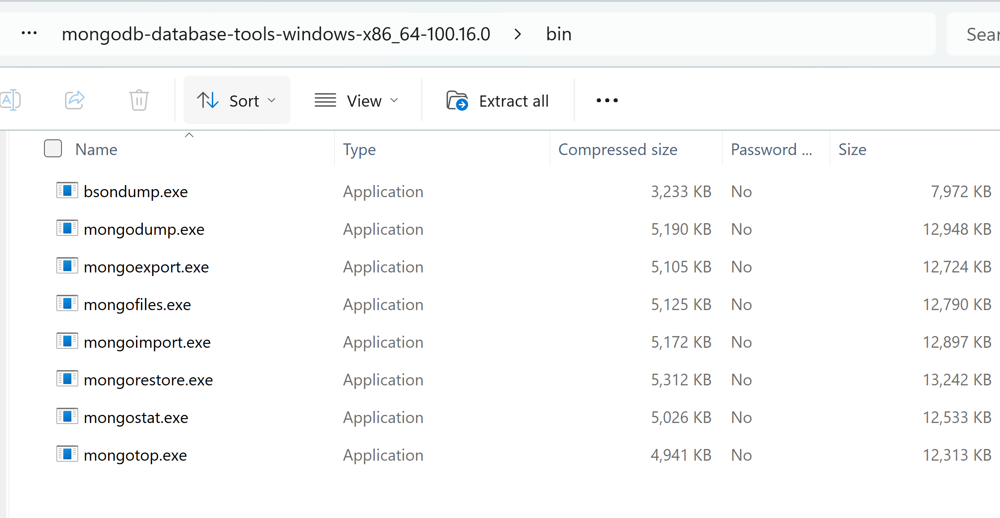 ... mongodb-database-tools-windows-x86_64-100.16.0 > bin Sear
A Sort View Extract all ...
Name Type Compressed size Password ... Size
bsondump.exe Application 3,233 KB No 7,972 KB
mongodump.exe Application 5,190 KB No 12,948 KB
mongoexport.exe Application 5,105 KB No 12,724 KB
mongofiles.exe Application 5,125 KB No 12,790 KB
mongoimport.exe Application 5,172 KB No 12,897 KB
mongorestore.exe Application 5,312 KB No 13,242 KB
mongostat.exe Application 5,026 KB No 12,533 KB
mongotop.exe Application 4,941 KB No 12,313 KB